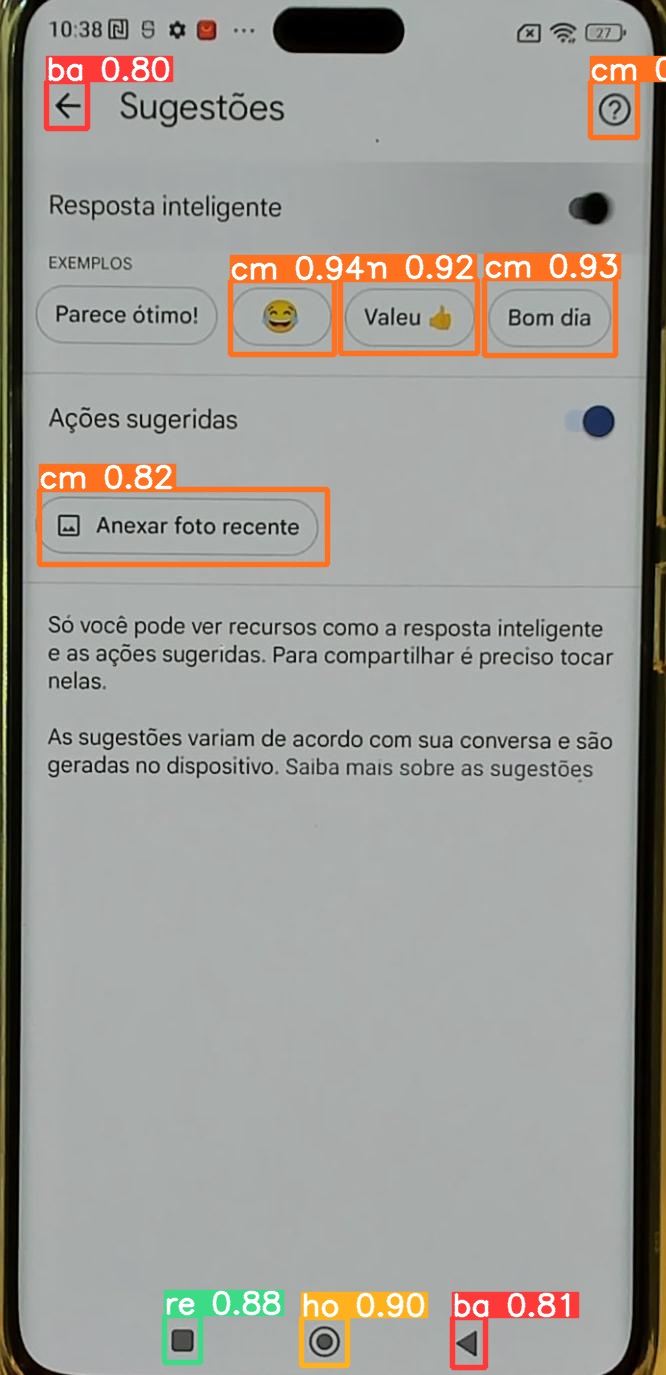 10:38 27
ba 0.80 cm 0
Sugestões
Resposta inteligente
EXEMPLOS
cm 0.94 0.92 cm 0.93
Parece ótimo! 😂 Valeu 👍 Bom dia
Ações sugeridas
cm 0.82
Anexar foto recente
Só você pode ver recursos como a resposta inteligente
e as ações sugeridas. Para compartilhar é preciso tocar
nelas.
As sugestões variam de acordo com sua conversa e são
geradas no dispositivo. Saiba mais sobre as sugestões
re 0.88 ho 0.90 ba 0.81